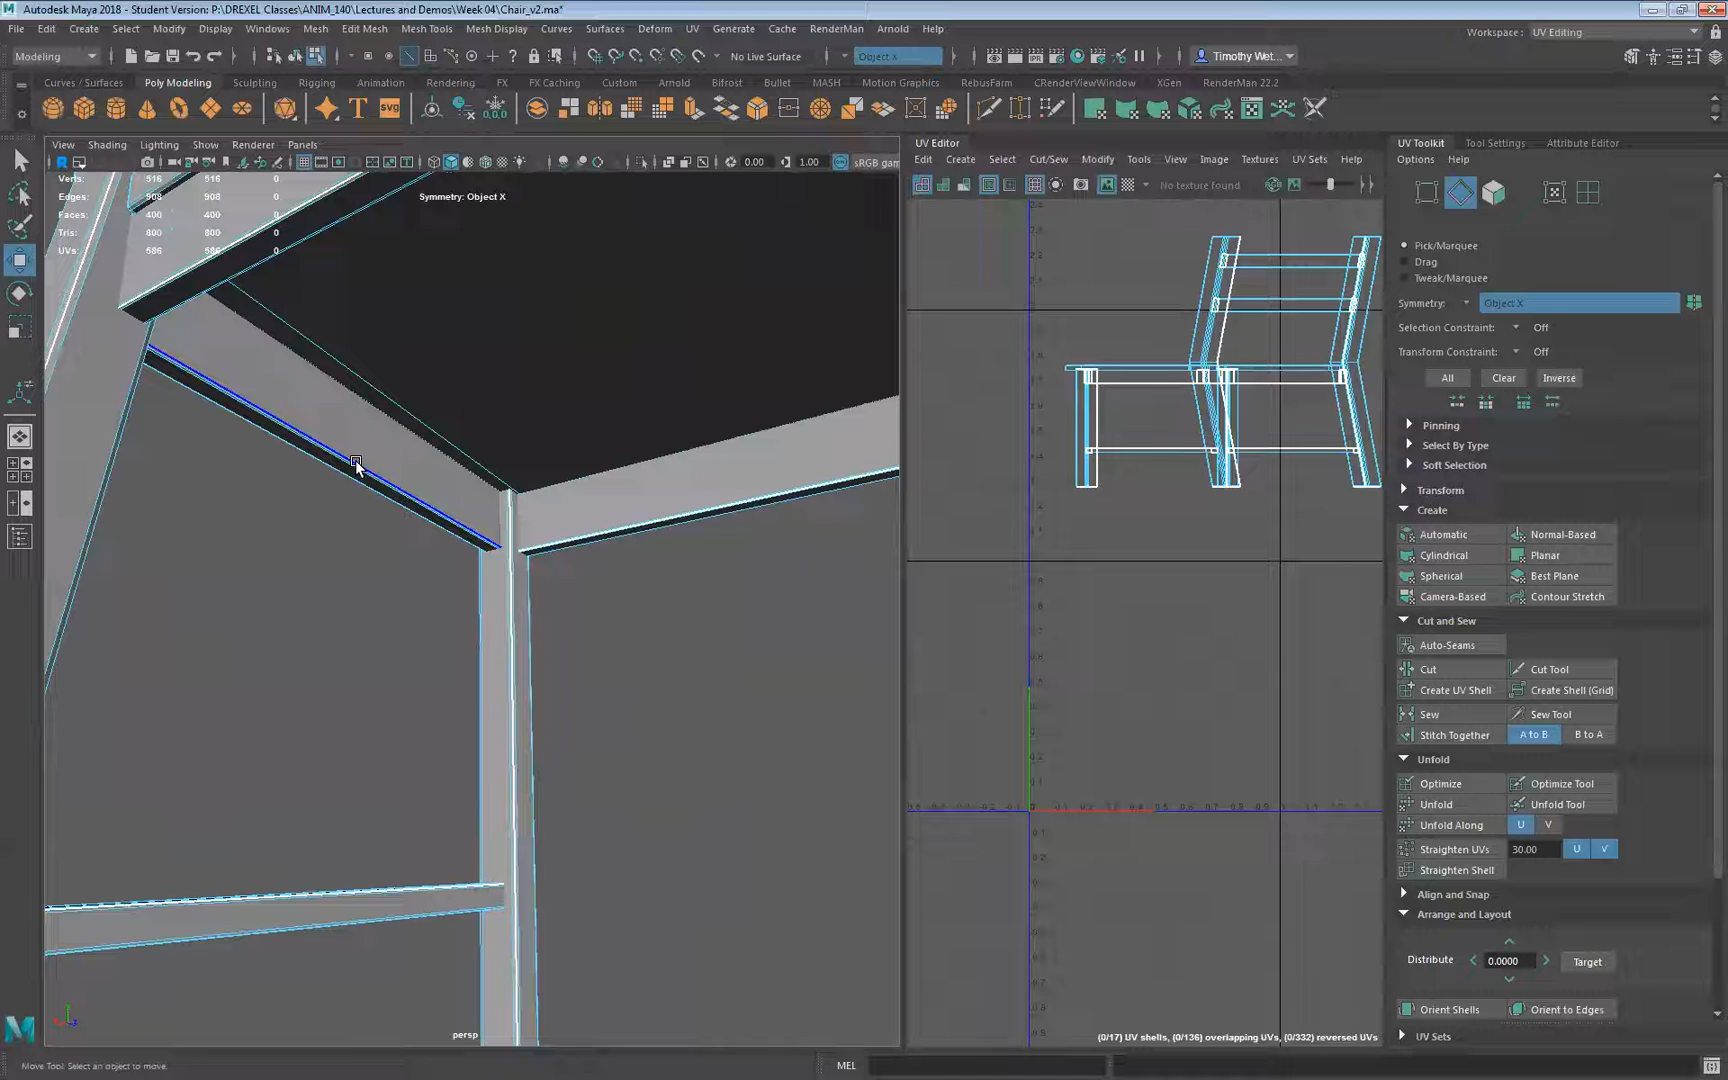 Autodesk Maya 2018 - Student Version: P:\DREXEL Classes\ANIM_140\Lectures and Demos\Week 04\Chair_v2.ma*
File Edit Create Select Modify Display Windows Mesh Edit Mesh Mesh Tools Mesh Display Curves Surfaces Deform UV Generate Cache RenderMan Arnold Help
Workspace : UV Editing
Modeling
No Live Surface
Object X
Timothy Wet...
Curves / Surfaces Poly Modeling Sculpting Rigging Animation Rendering FX FX Caching Custom Arnold Bifrost Bullet MASH Motion Graphics RebusFarm CRenderViewWindow XGen RenderMan 22.2
SVG
0,0,0
View Shading Lighting Show Renderer Panels
0.00 1.00 sRGB gam
Verts: 516 516 0
Edges: 908 908 0
Faces: 400 400 0
Tris: 800 800 0
UVs: 586 586 0
Symmetry: Object X
persp
UV Editor
Edit Create Select Cut/Sew Modify Tools View Image Textures UV Sets Help
No texture found
(0/17) UV shells, (0/136) overlapping UVs, (0/332) reversed UVs
UV Toolkit Tool Settings Attribute Editor
Options Help
Pick/Marquee
Drag
Tweak/Marquee
Symmetry: Object X
Selection Constraint: Off
Transform Constraint: Off
All Clear Inverse
Pinning
Select By Type
Soft Selection
Transform
Create
Automatic Normal-Based
Cylindrical Planar
Spherical Best Plane
Camera-Based Contour Stretch
Cut and Sew
Auto-Seams
Cut Cut Tool
Create UV Shell Create Shell (Grid)
Sew Sew Tool
Stitch Together A to B B to A
Unfold
Optimize Optimize Tool
Unfold Unfold Tool
Unfold Along U V
Straighten UVs 30.00 U V
Straighten Shell
Align and Snap
Arrange and Layout
Distribute 0.0000 Target
Orient Shells Orient to Edges
UV Sets
Move Tool: Select an object to move.
MEL